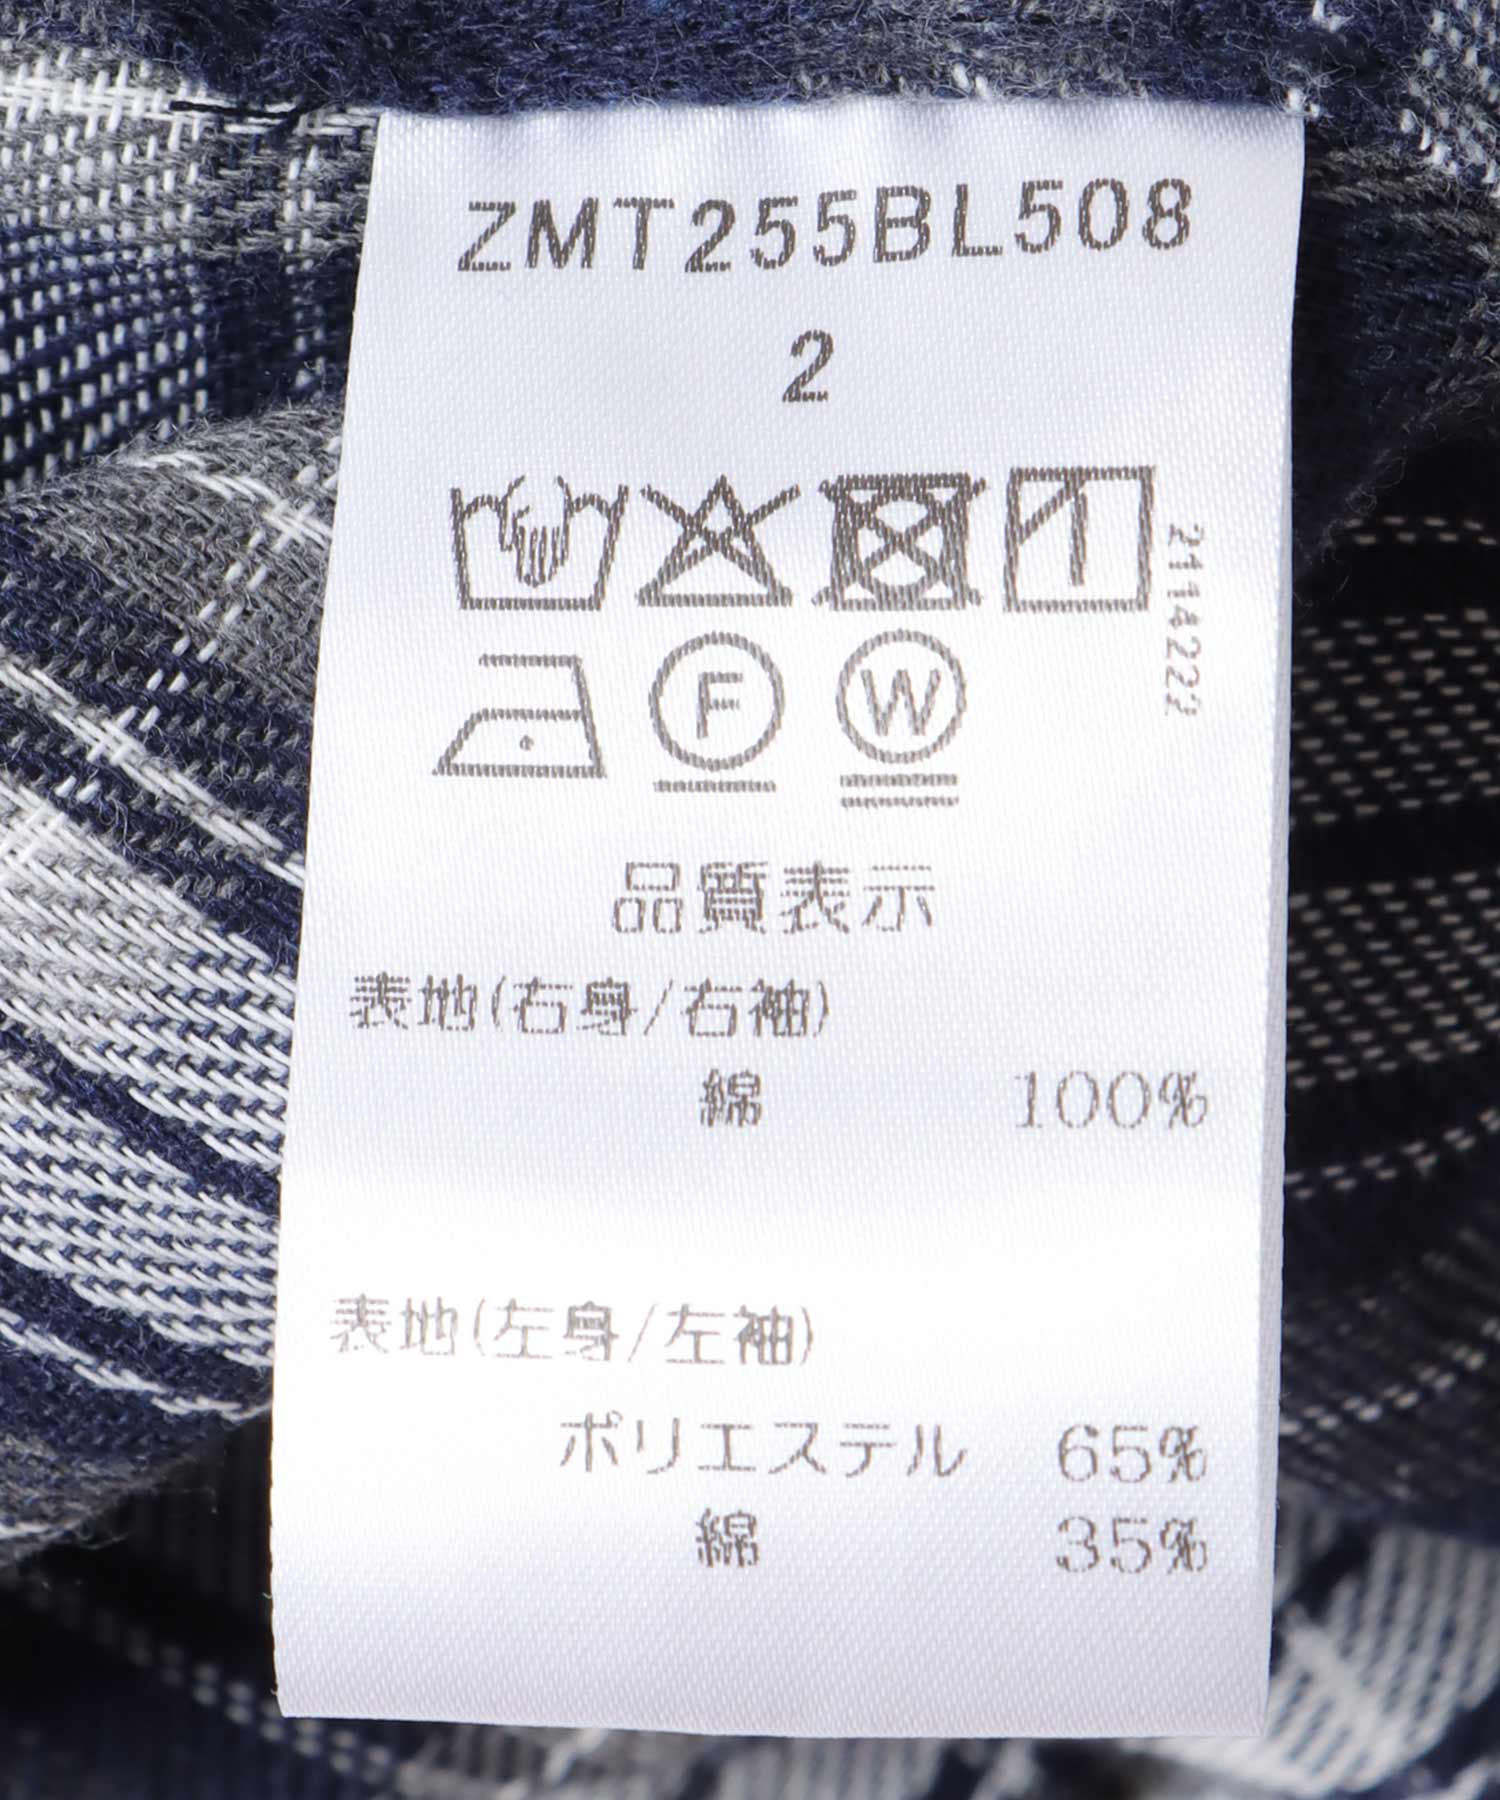 ZMT255BL508
2
2114222
F
W
品質表示
表地(右身/右袖)
綿 100%
表地(左身/左袖)
ポリエステル 65%
綿 35%